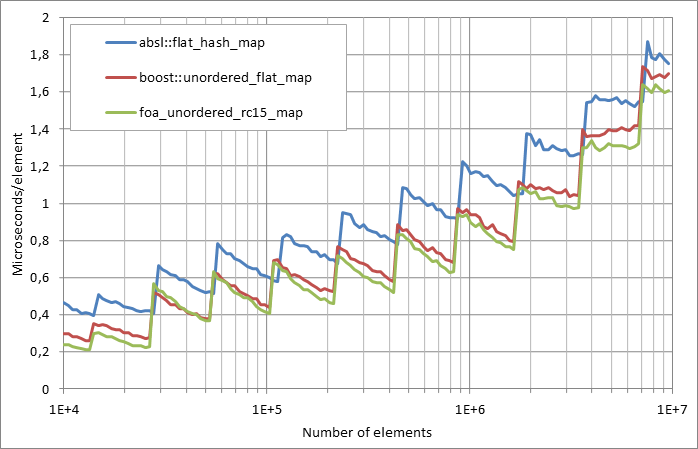 absl::flat_hash_map
boost::unordered_flat_map
foa_unordered_rc15_map
Microseconds/element
2
1,8
1,6
1,4
1,2
1
0,8
0,6
0,4
0,2
0
1E+4 1E+5 1E+6 1E+7
Number of elements